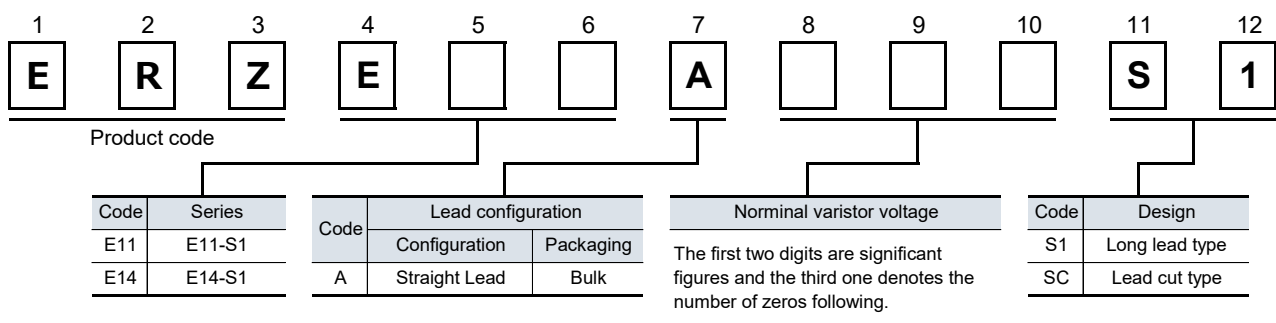 1 2 3 4 5 6 7 8 9 10 11 12
E R Z E A S 1
Product code
Code Series
E11 E11-S1
E14 E14-S1
Code Lead configuration
Configuration Packaging
A Straight Lead Bulk
Norminal varistor voltage
The first two digits are significant
figures and the third one denotes the
number of zeros following.
Code Design
S1 Long lead type
SC Lead cut type